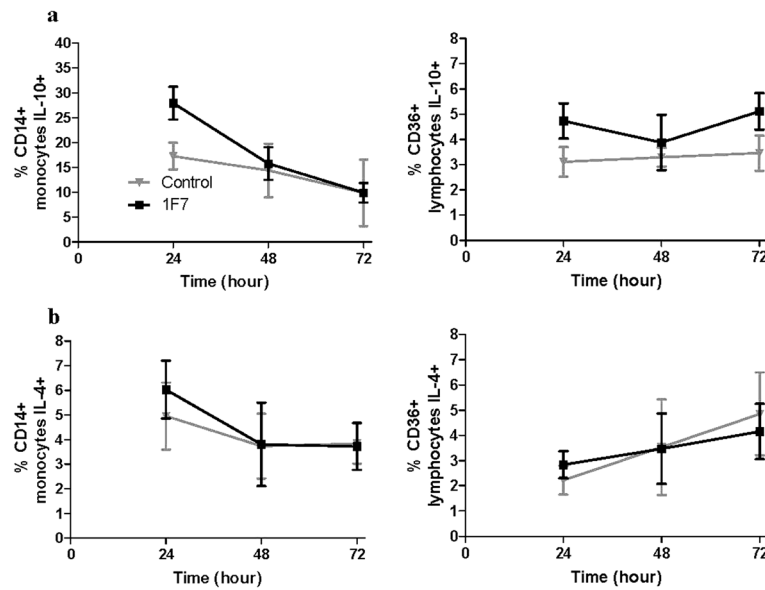 a
% CD14+
monocytes IL-10+
40
35
30
25
20
15
10
5
0
Control
1F7
0 24 48 72
Time (hour)
% CD36+
lymphocytes IL-10+
8
7
6
5
4
3
2
1
0
0 24 48 72
Time (hour)
b
% CD14+
monocytes IL-4+
8
7
6
5
4
3
2
1
0
0 24 48 72
Time (hour)
% CD36+
lymphocytes IL-4+
8
7
6
5
4
3
2
1
0
0 24 48 72
Time (hour)